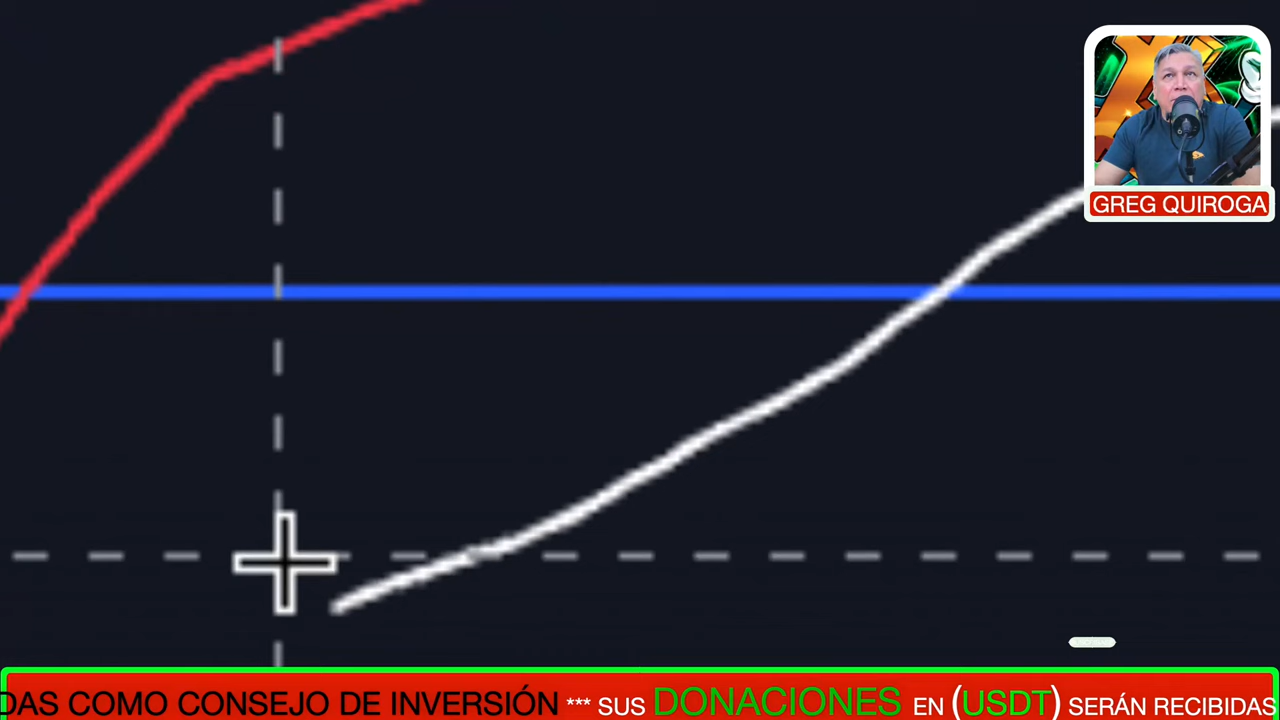 GREG QUIROGA
DAS COMO CONSEJO DE INVERSIÓN *** SUS DONACIONES EN (USDT) SERÁN RECIBIDAS